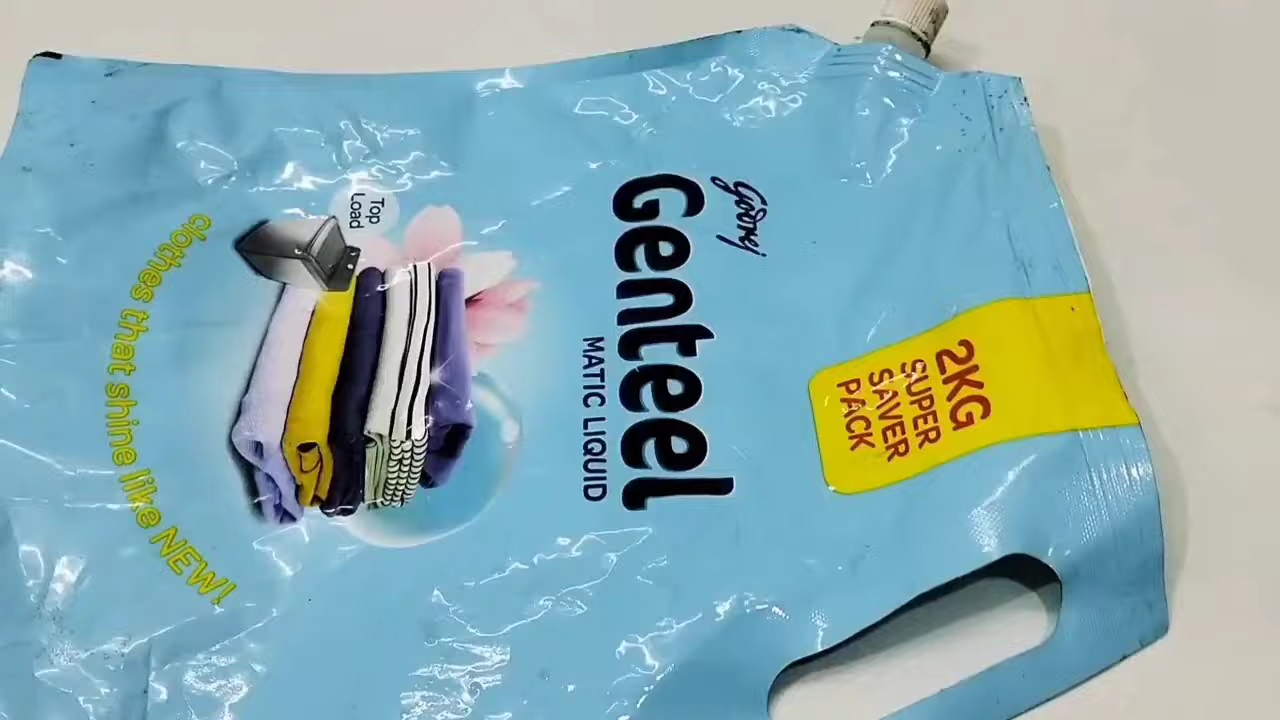 2KG
SUPER
SAVER
PACK
Godrej
Genteel
MATIC LIQUID
Top
Load
clothes that shine like NEW!